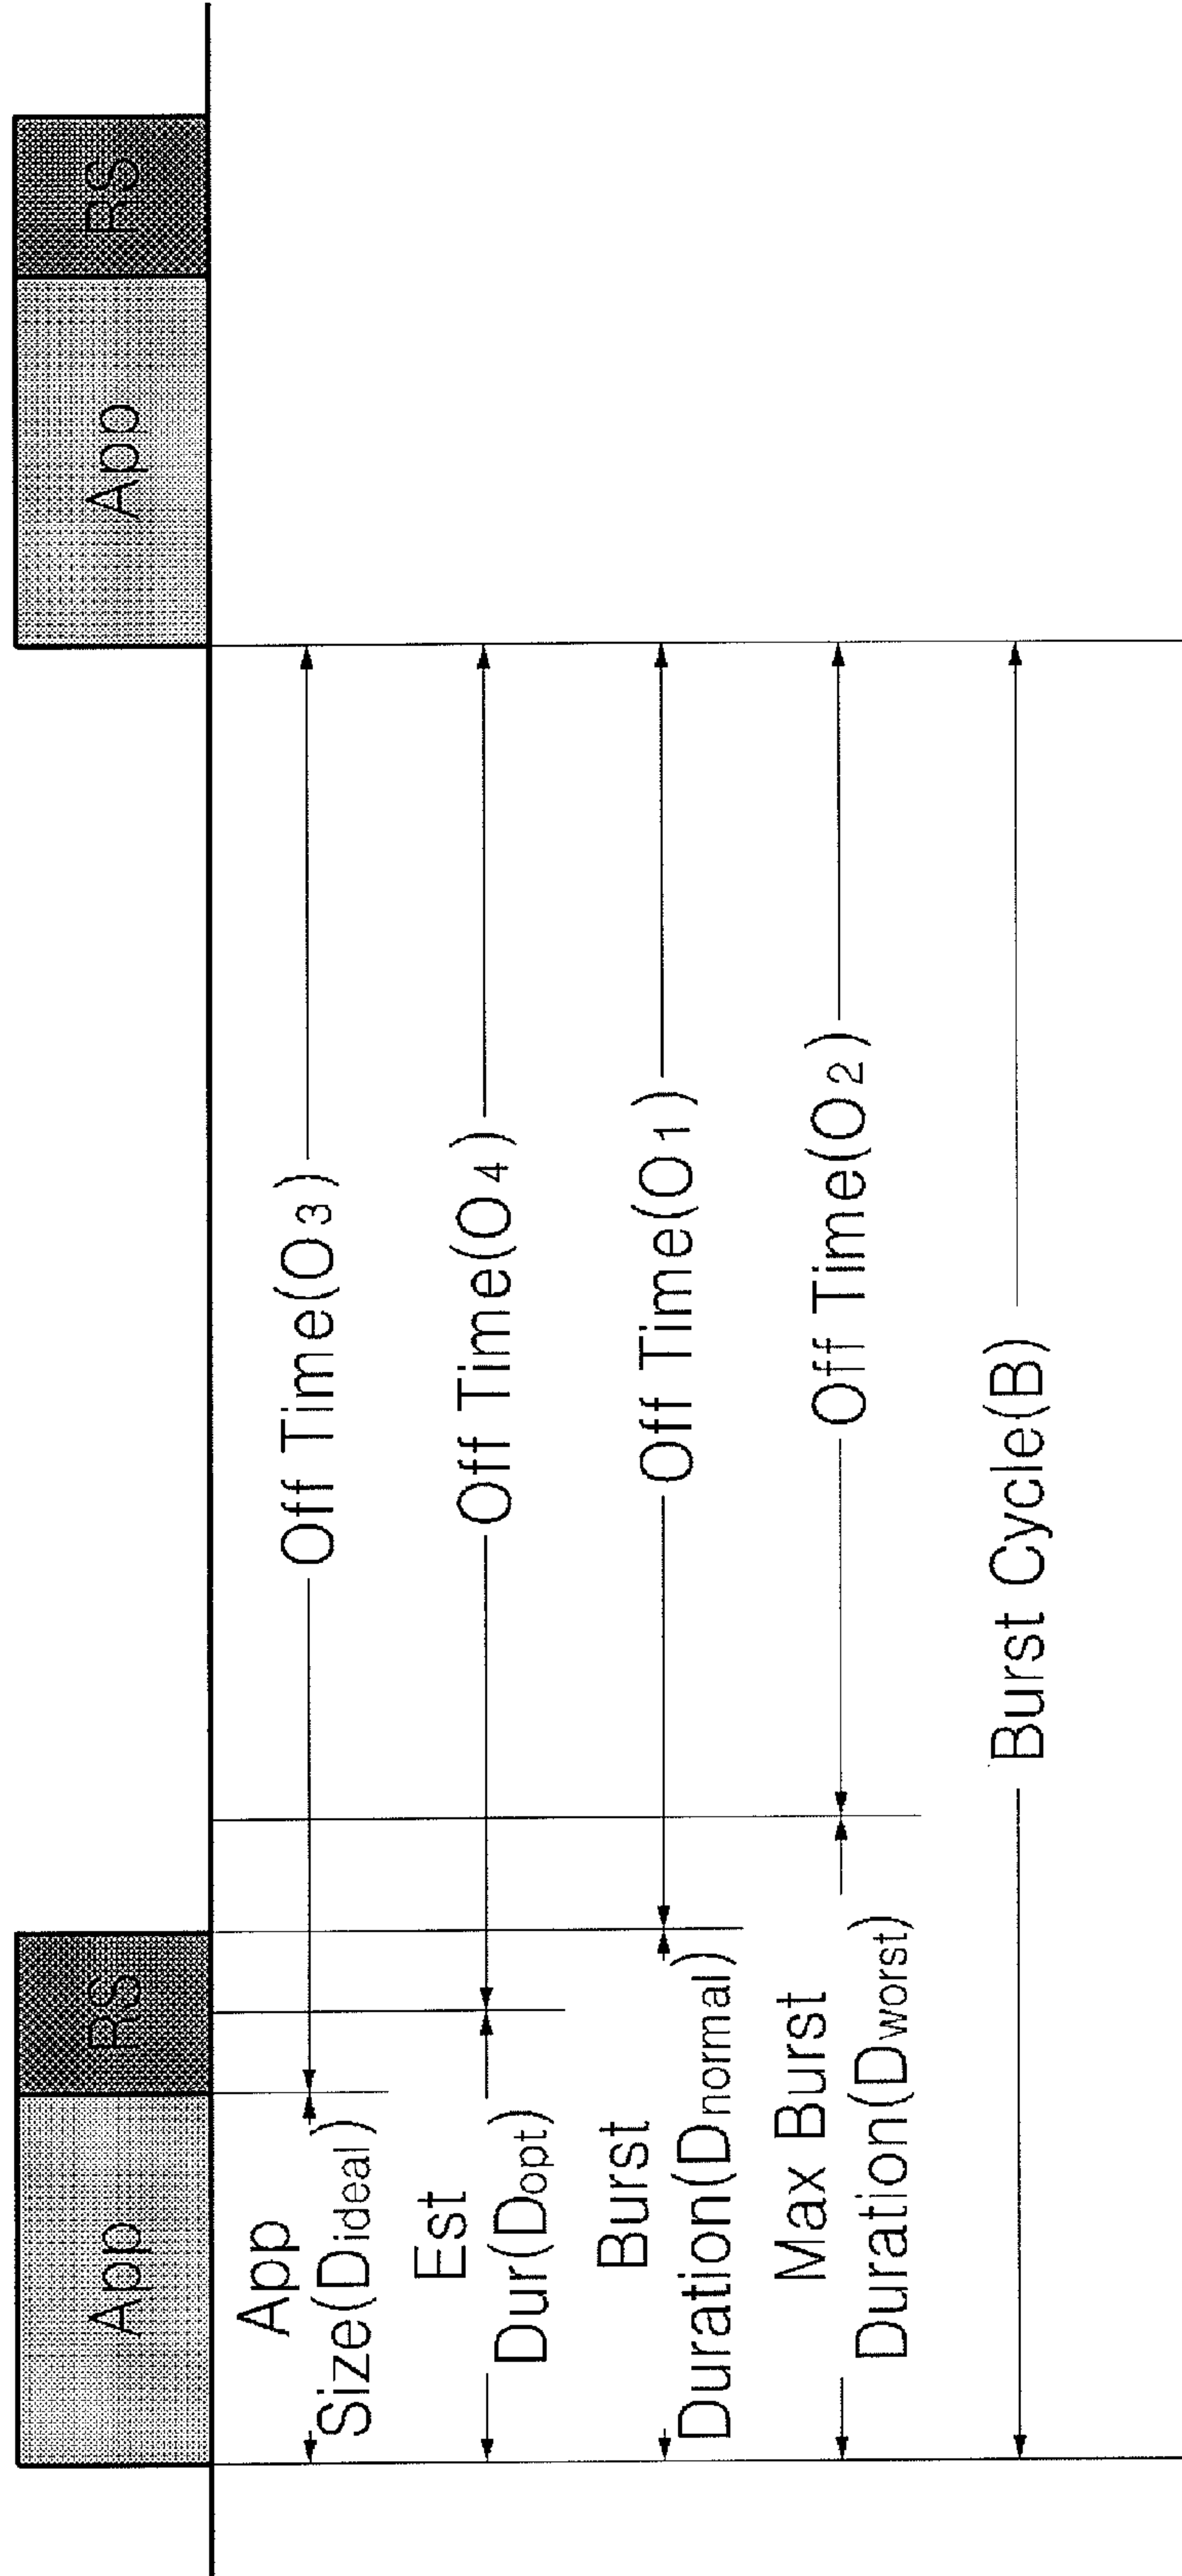 App
RS
App
RS
App
Size(Dideal)
Off Time(O3)
Est
Dur(Dopt)
Off Time(O4)
Burst
Duration(Dnormal)
Off Time(O1)
Max Burst
Duration(Dworst)
Off Time(O2)
Burst Cycle(B)